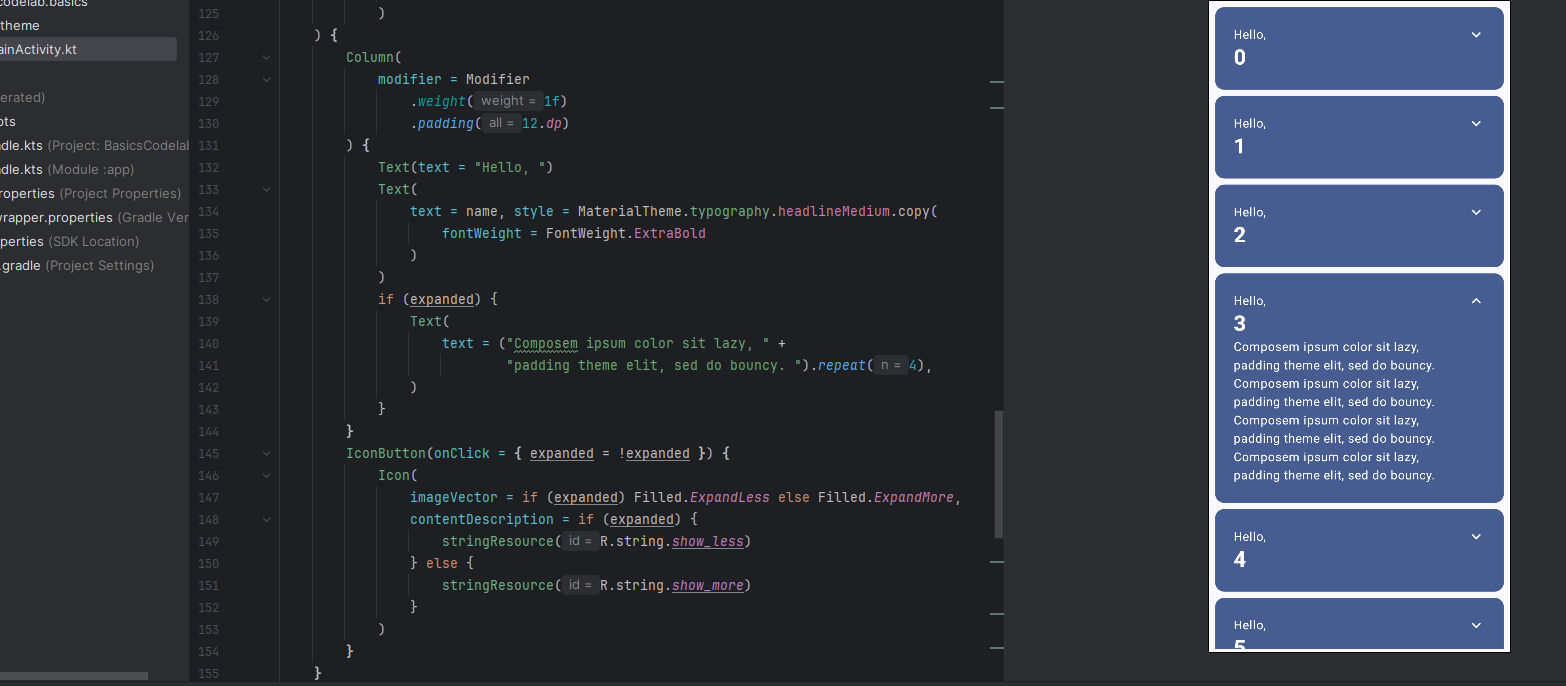 codelab.basics
theme
ainActivity.kt
erated)
ots
dle.kts (Project: BasicsCodelab
dle.kts (Module :app)
roperties (Project Properties)
wrapper.properties (Gradle Ver
perties (SDK Location)
.gradle (Project Settings)
125 )
126 ) {
127 Column(
128 modifier = Modifier
129 .weight( weight = 1f)
130 .padding( all = 12.dp)
131 ) {
132 Text(text = "Hello, ")
133 Text(
134 text = name, style = MaterialTheme.typography.headlineMedium.copy(
135 fontWeight = FontWeight.ExtraBold
136 )
137 )
138 if (expanded) {
139 Text(
140 text = ("Composem ipsum color sit lazy, " +
141 "padding theme elit, sed do bouncy. ").repeat( n = 4),
142 )
143 }
144 }
145 IconButton(onClick = { expanded = !expanded }) {
146 Icon(
147 imageVector = if (expanded) Filled.ExpandLess else Filled.ExpandMore,
148 contentDescription = if (expanded) {
149 stringResource( id = R.string.show_less)
150 } else {
151 stringResource( id = R.string.show_more)
152 }
153 )
154 }
155 }
Hello,
0
Hello,
1
Hello,
2
Hello,
3
Composem ipsum color sit lazy,
padding theme elit, sed do bouncy.
Composem ipsum color sit lazy,
padding theme elit, sed do bouncy.
Composem ipsum color sit lazy,
padding theme elit, sed do bouncy.
Composem ipsum color sit lazy,
padding theme elit, sed do bouncy.
Hello,
4
Hello,
5